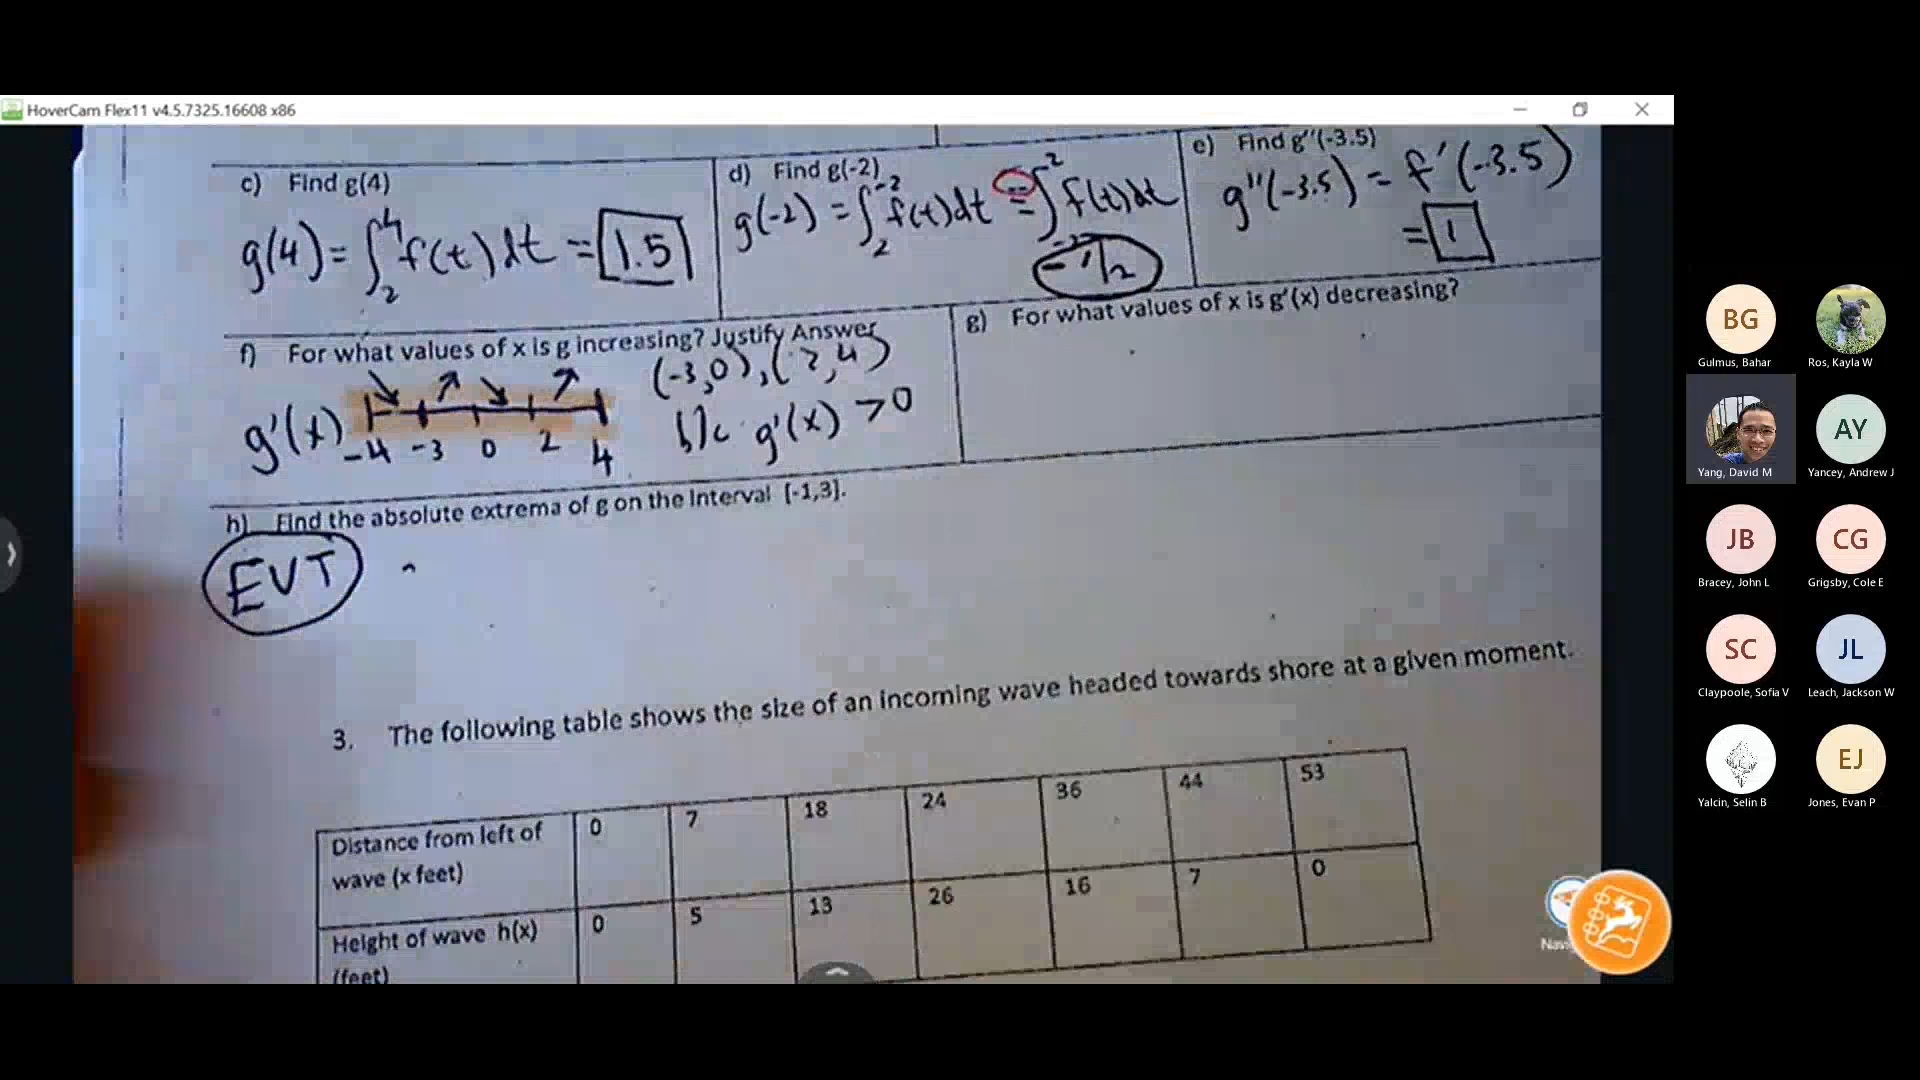 HoverCam Flex11 v4.5.7325.16608 x86
c) Find g(4)
g(4) = ∫₂⁴ f(t) dt = 1.5
d) Find g(-2)
g(-2) = ∫₂⁻² f(t)dt = -∫₋₂² f(t)dt
-1/2
e) Find g''(-3.5)
g''(-3.5) = f'(-3.5)
= 1
f) For what values of x is g increasing? Justify Answer
(-3,0), (2,4)
g'(x)
-4 -3 0 2 4
b/c g'(x) > 0
g) For what values of x is g'(x) decreasing?
h) Find the absolute extrema of g on the interval [-1,3].
EVT
3. The following table shows the size of an incoming wave headed towards shore at a given moment.
Distance from left of
wave (x feet)
0 7 18 24 36 44 53
Height of wave h(x)
(feet)
0 5 13 26 16 7 0
BG
Gulmus, Bahar
Ros, Kayla W
Yang, David M
AY
Yancey, Andrew J
JB
Bracey, John L
CG
Grigsby, Cole E
SC
Claypoole, Sofia V
JL
Leach, Jackson W
Yalcin, Selin B
EJ
Jones, Evan P